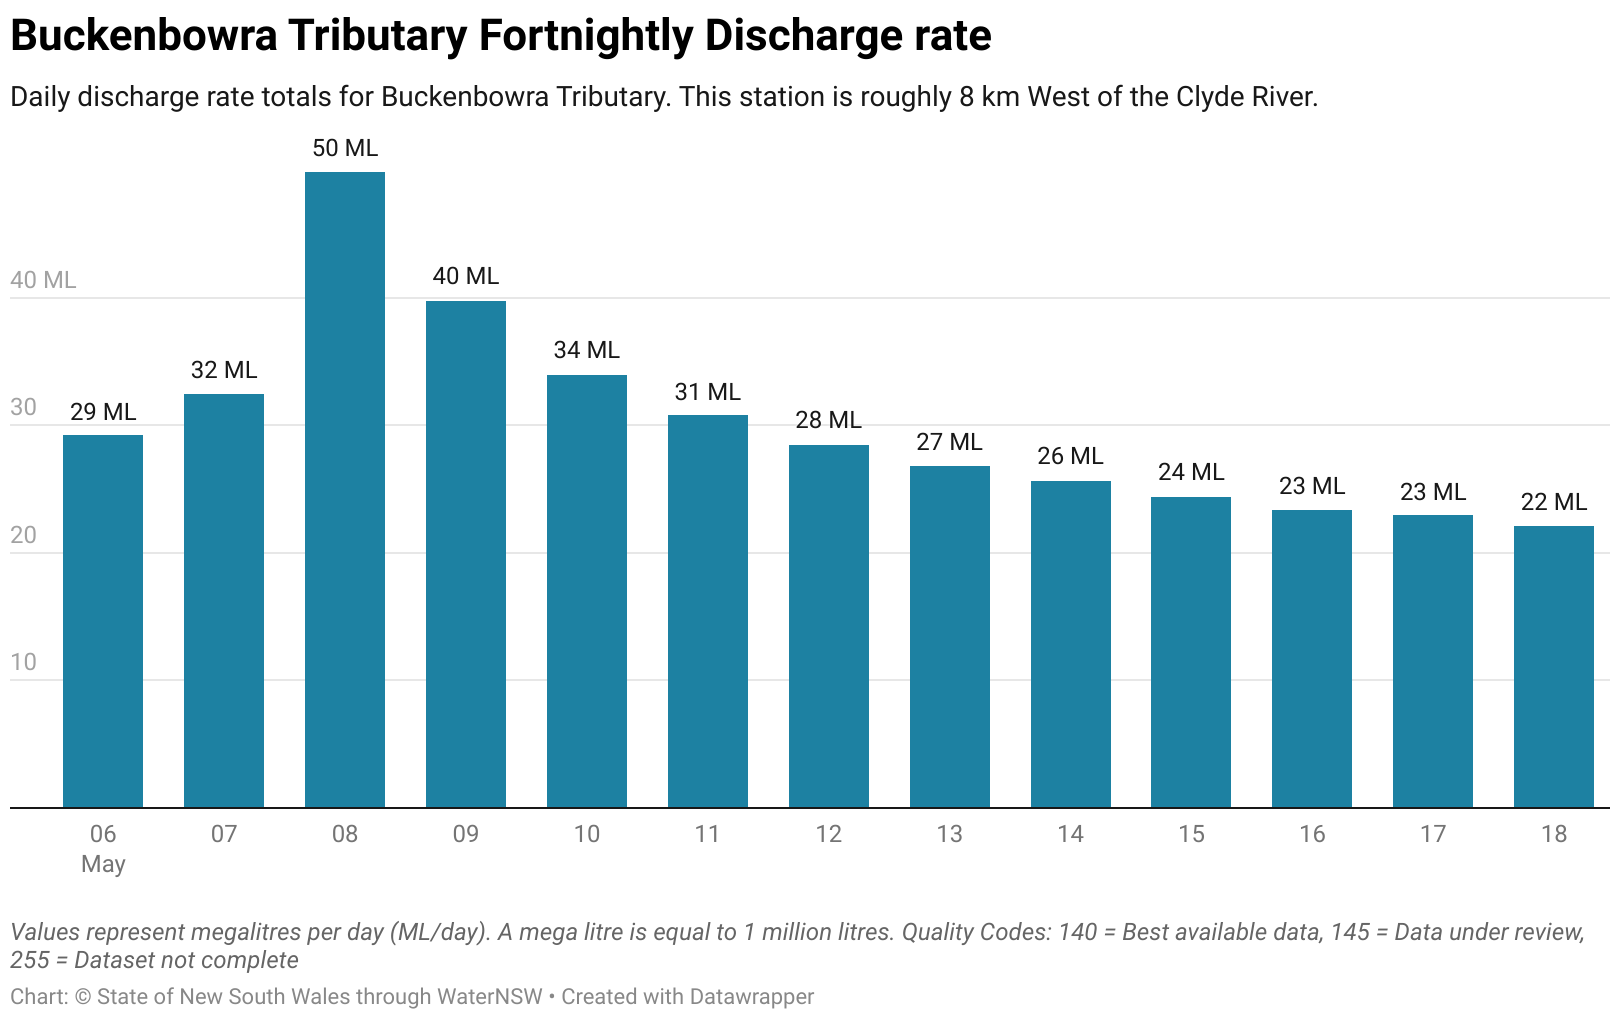 Buckenbowra Tributary Fortnightly Discharge rate
Daily discharge rate totals for Buckenbowra Tributary. This station is roughly 8 km West of the Clyde River.
50 ML
40 ML
40 ML
34 ML
32 ML
31 ML
30
29 ML
28 ML
27 ML
26 ML
24 ML
23 ML
23 ML
22 ML
20
10
06 07 08 09 10 11 12 13 14 15 16 17 18
May
Values represent megalitres per day (ML/day). A mega litre is equal to 1 million litres. Quality Codes: 140 = Best available data, 145 = Data under review,
255 = Dataset not complete
Chart: © State of New South Wales through WaterNSW • Created with Datawrapper